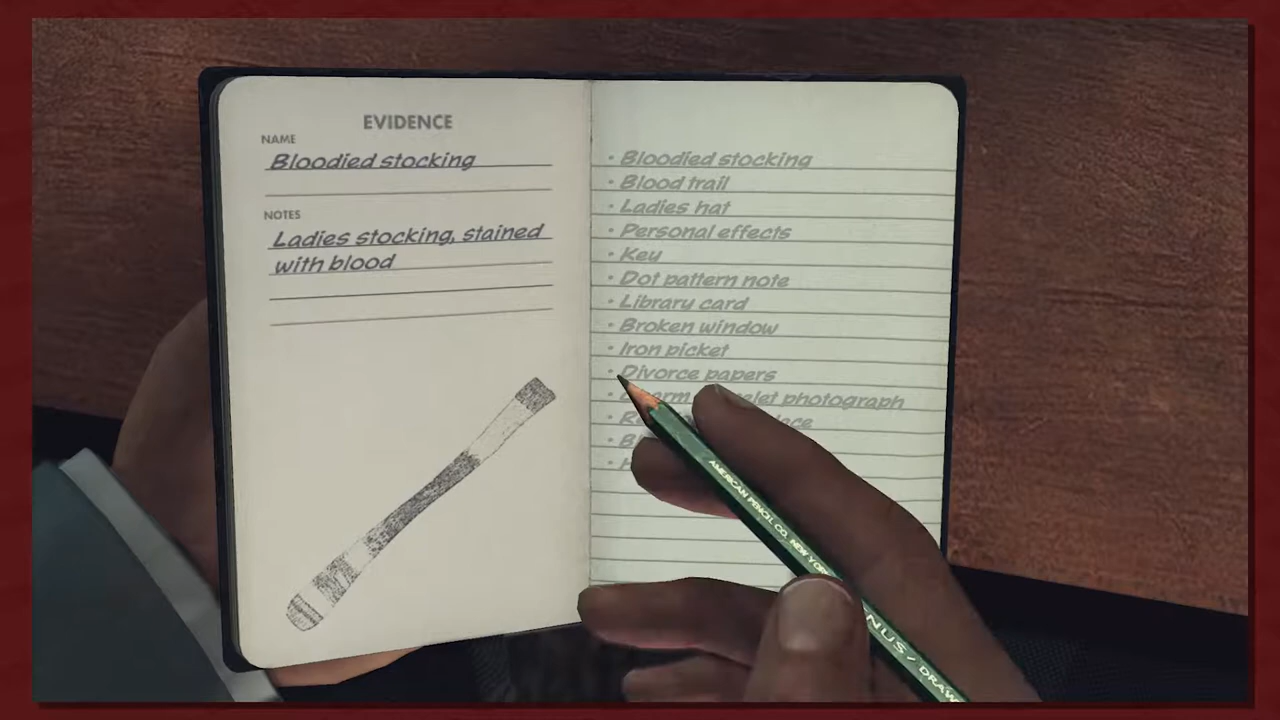 EVIDENCE
NAME
Bloodied stocking
NOTES
Ladies stocking, stained
with blood
• Bloodied stocking
• Blood trail
• Ladies hat
• Personal effects
• Key
• Dot pattern note
• Library card
• Broken window
• Iron picket
• Divorce papers
photograph
AMERICAN PENCIL CO. NEW YORK